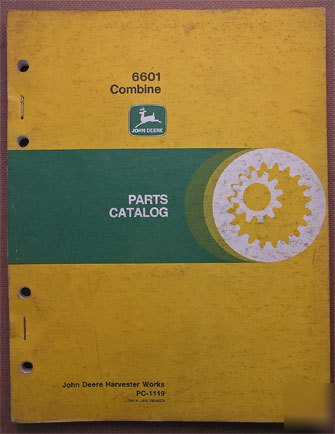 6601
Combine
JOHN DEERE
PARTS
CATALOG
John Deere Harvester Works
PC-1119